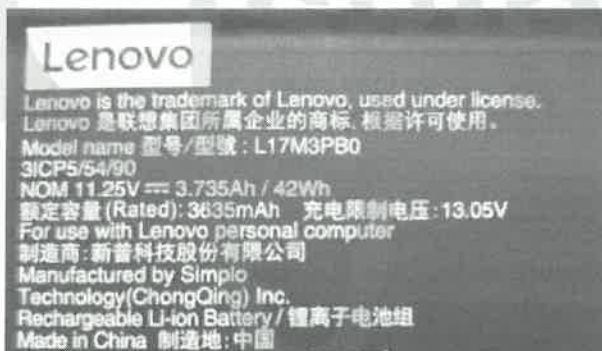 Lenovo
Lenovo is the trademark of Lenovo, used under license.
Lenovo 是联想集团所属企业的商标,根据许可使用。
Model name 型号/型號 : L17M3PB0
3ICP5/54/90
NOM 11.25V ⎓ 3.735Ah / 42Wh
额定容量 (Rated): 3635mAh 充电限制电压:13.05V
For use with Lenovo personal computer
制造商:新普科技股份有限公司
Manufactured by Simplo
Technology(ChongQing) Inc.
Rechargeable Li-ion Battery / 锂离子电池组
Made in China 制造地:中国